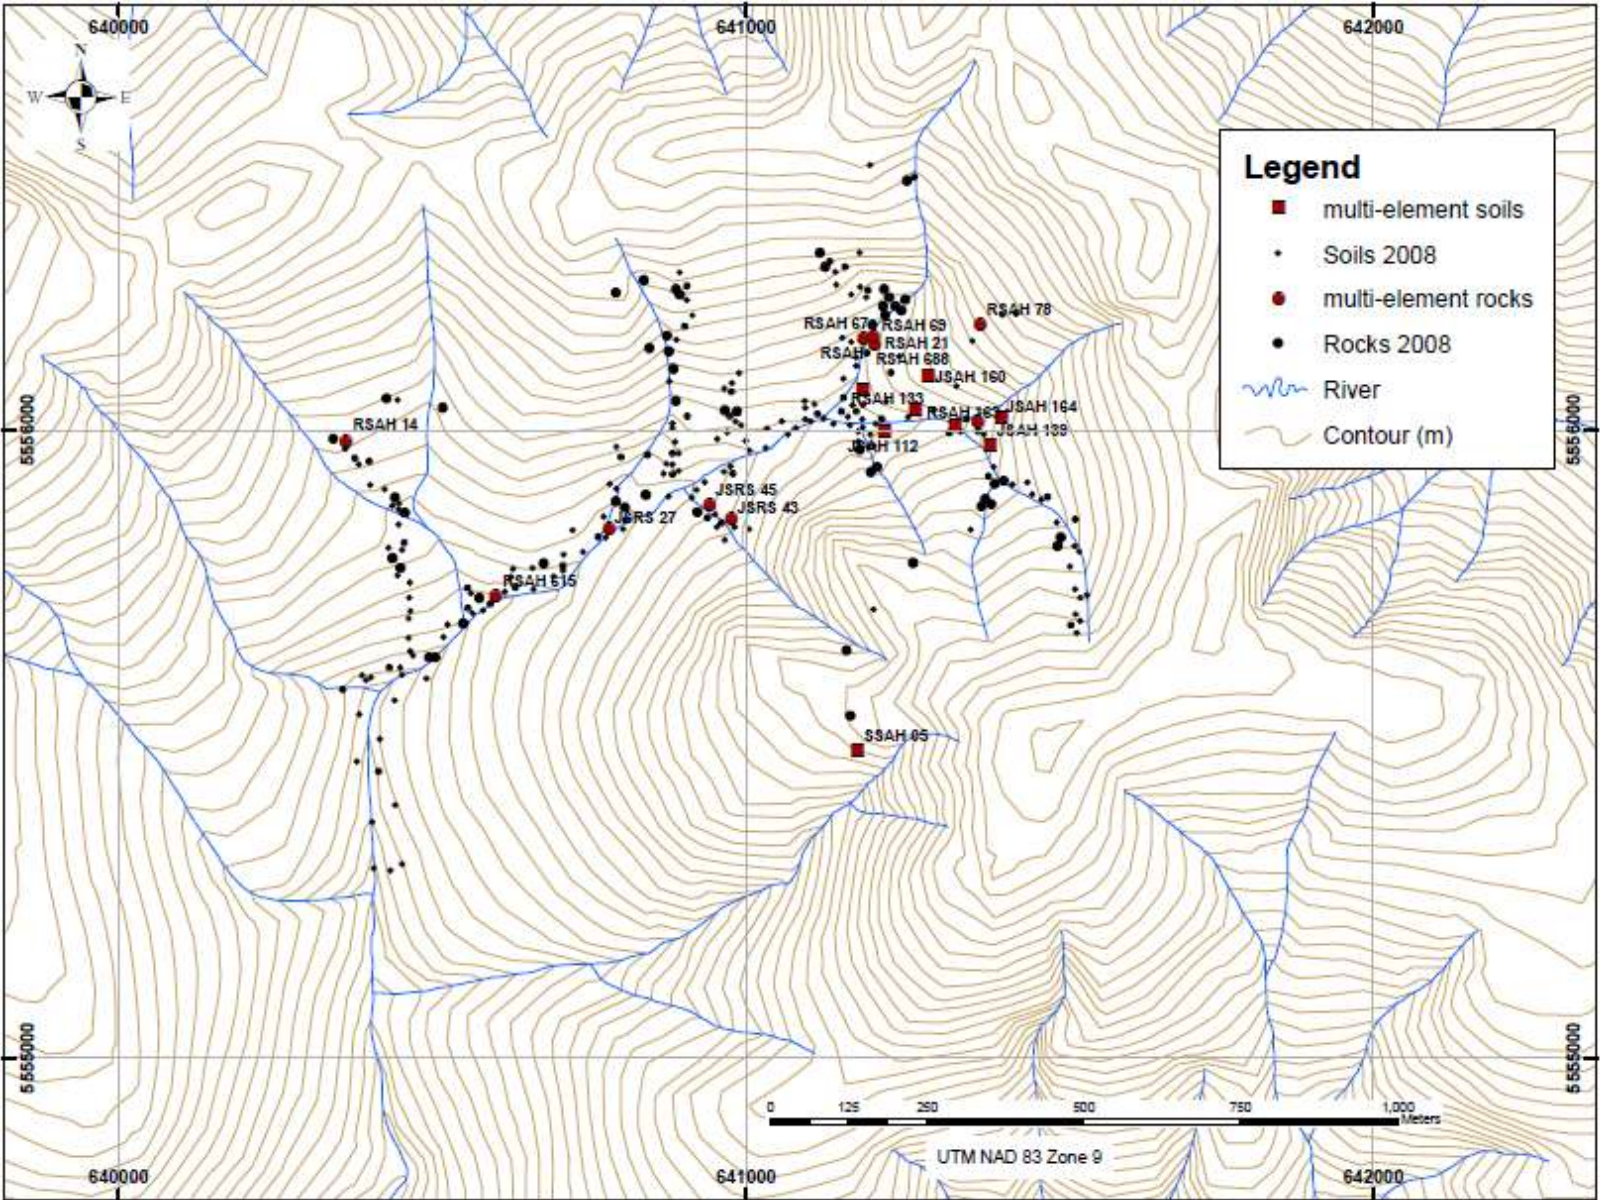 640000
641000
642000
N
W E
S
Legend
multi-element soils
Soils 2008
multi-element rocks
Rocks 2008
River
Contour (m)
RSAH 78
RSAH 67
RSAH 69
RSAH 21
RSAH
RSAH 688
JSAH 160
RSAH 133
RSAH 163
JSAH 164
JSAH 139
JSAH 112
RSAH 14
5556000
5556000
JSRS 45
JSRS 43
JSRS 27
RSAH 615
SSAH 05
5555000
5555000
0 125 250 500 750 1,000
Meters
UTM NAD 83 Zone 9
640000
641000
642000